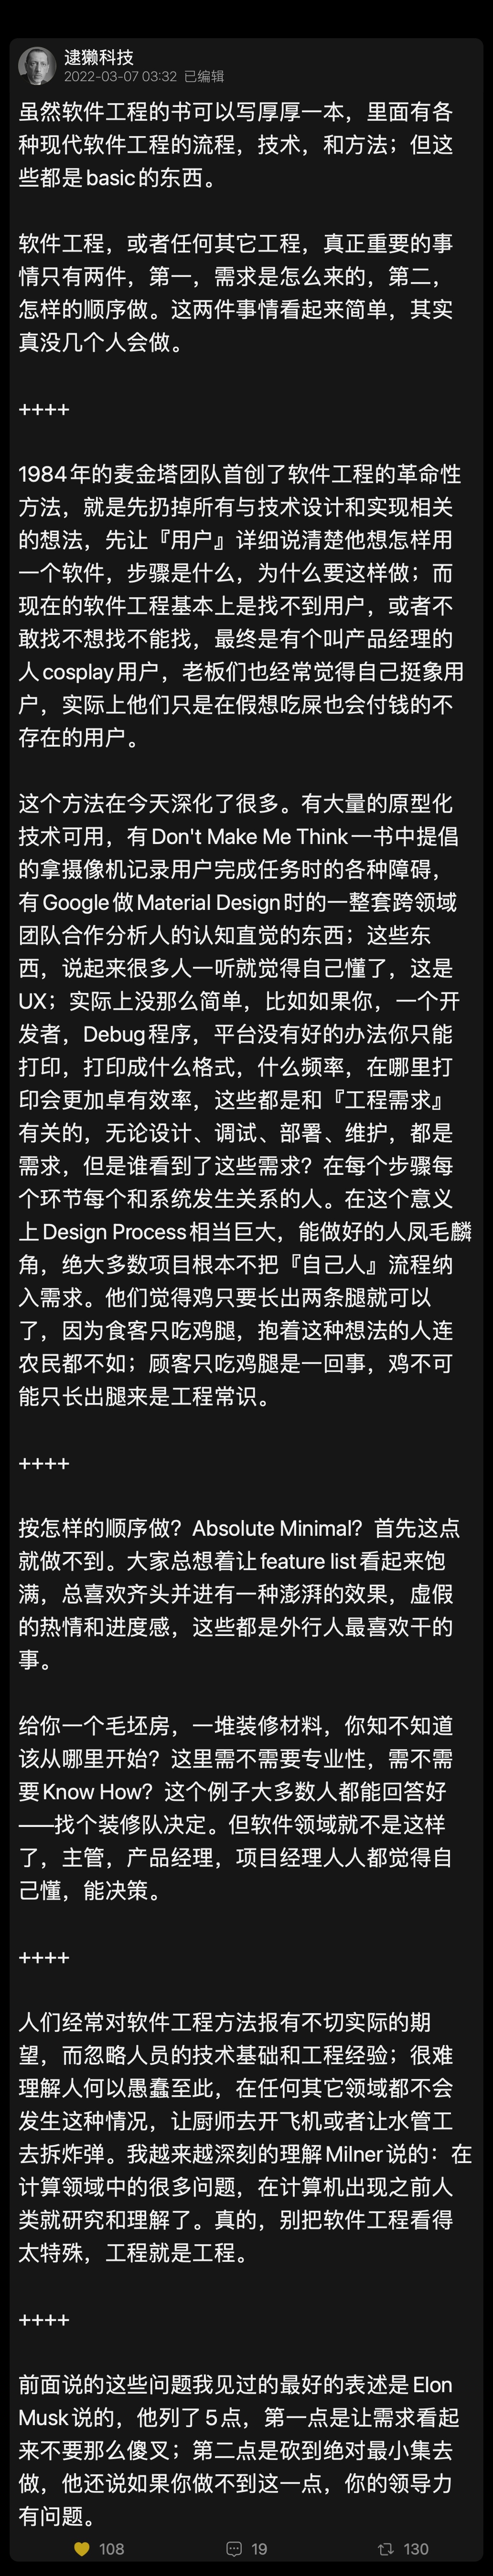 逮獭科技
2022-03-07 03:32 已编辑
虽然软件工程的书可以写厚厚一本，里面有各
种现代软件工程的流程，技术，和方法；但这
些都是basic的东西。
软件工程，或者任何其它工程，真正重要的事
情只有两件，第一，需求是怎么来的，第二，
怎样的顺序做。这两件事情看起来简单，其实
真没几个人会做。
++++
1984年的麦金塔团队首创了软件工程的革命性
方法，就是先扔掉所有与技术设计和实现相关
的想法，先让『用户』详细说清楚他想怎样用
一个软件，步骤是什么，为什么要这样做；而
现在的软件工程基本上是找不到用户，或者不
敢找不想找不能找，最终是有个叫产品经理的
人cosplay用户，老板们也经常觉得自己挺象用
户，实际上他们只是在假想吃屎也会付钱的不
存在的用户。
这个方法在今天深化了很多。有大量的原型化
技术可用，有Don't Make Me Think一书中提倡
的拿摄像机记录用户完成任务时的各种障碍，
有Google做Material Design时的一整套跨领域
团队合作分析人的认知直觉的东西；这些东
西，说起来很多人一听就觉得自己懂了，这是
UX；实际上没那么简单，比如如果你，一个开
发者，Debug程序，平台没有好的办法你只能
打印，打印成什么格式，什么频率，在哪里打
印会更加卓有效率，这些都是和『工程需求』
有关的，无论设计、调试、部署、维护，都是
需求，但是谁看到了这些需求？在每个步骤每
个环节每个和系统发生关系的人。在这个意义
上Design Process相当巨大，能做好的人凤毛麟
角，绝大多数项目根本不把『自己人』流程纳
入需求。他们觉得鸡只要长出两条腿就可以
了，因为食客只吃鸡腿，抱着这种想法的人连
农民都不如；顾客只吃鸡腿是一回事，鸡不可
能只长出腿来是工程常识。
++++
按怎样的顺序做？Absolute Minimal？首先这点
就做不到。大家总想着让feature list看起来饱
满，总喜欢齐头并进有一种澎湃的效果，虚假
的热情和进度感，这些都是外行人最喜欢干的
事。
给你一个毛坯房，一堆装修材料，你知不知道
该从哪里开始？这里需不需要专业性，需不需
要Know How？这个例子大多数人都能回答好
——找个装修队决定。但软件领域就不是这样
了，主管，产品经理，项目经理人人都觉得自
己懂，能决策。
++++
人们经常对软件工程方法报有不切实际的期
望，而忽略人员的技术基础和工程经验；很难
理解人何以愚蠢至此，在任何其它领域都不会
发生这种情况，让厨师去开飞机或者让水管工
去拆炸弹。我越来越深刻的理解Milner说的：在
计算领域中的很多问题，在计算机出现之前人
类就研究和理解了。真的，别把软件工程看得
太特殊，工程就是工程。
++++
前面说的这些问题我见过的最好的表述是Elon
Musk说的，他列了5点，第一点是让需求看起
来不要那么傻叉；第二点是砍到绝对最小集去
做，他还说如果你做不到这一点，你的领导力
有问题。
108 19 130